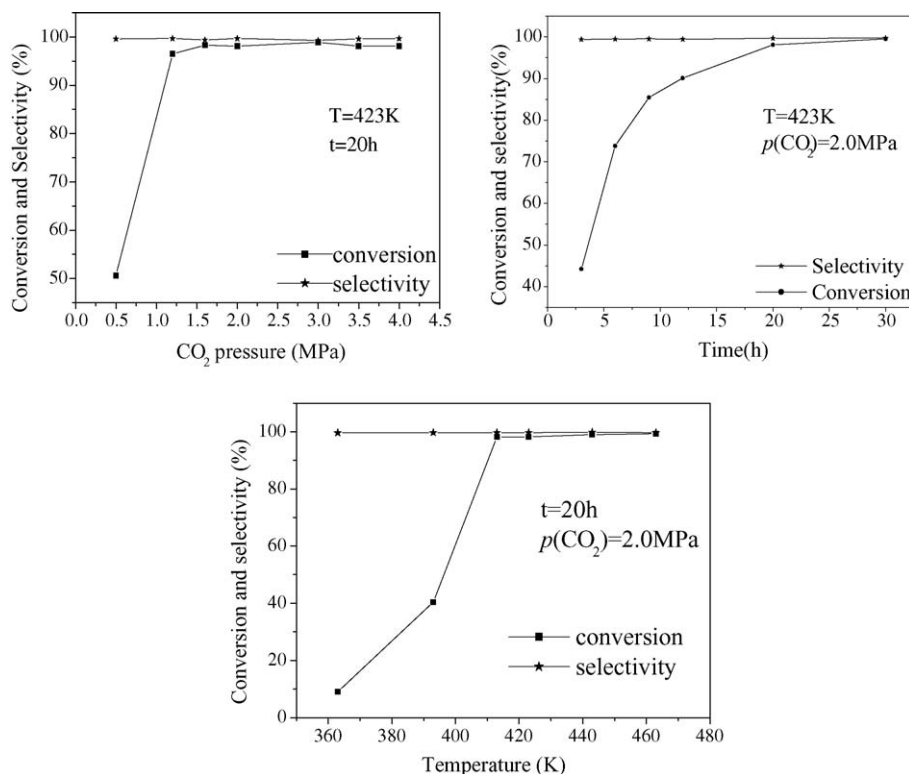 Conversion and Selectivity (%)
100
90
80
70
60
50
0.0 0.5 1.0 1.5 2.0 2.5 3.0 3.5 4.0 4.5
CO₂ pressure (MPa)
T=423K
t=20h
conversion
selectivity
Conversion and selectivity(%)
100
90
80
70
60
50
40
0 5 10 15 20 25 30
Time(h)
T=423K
p(CO₂)=2.0MPa
Selectivity
Conversion
Conversion and selectivity (%)
100
80
60
40
20
0
360 380 400 420 440 460 480
Temperature (K)
t=20h
p(CO₂)=2.0MPa
conversion
selectivity